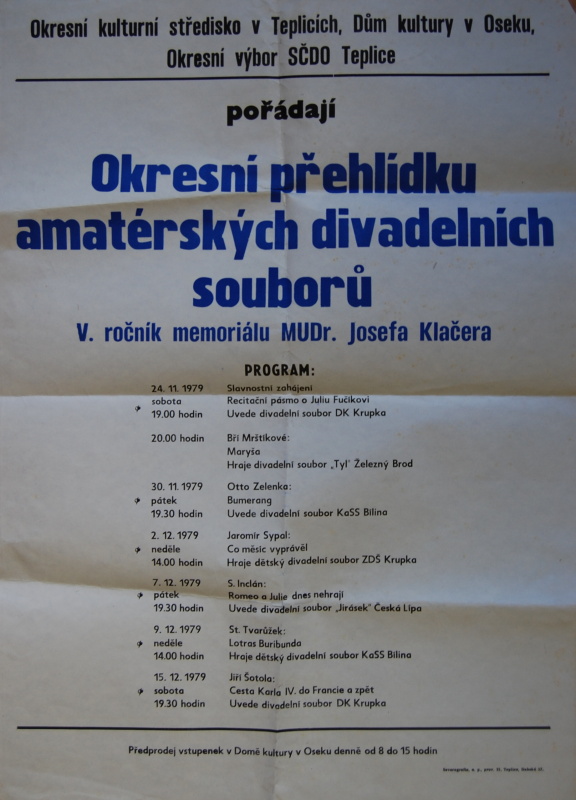 Okresní kulturní středisko v Teplicích, Dům kultury v Oseku,
Okresní výbor SČDO Teplice
pořádají
Okresní přehlídku
amatérských divadelních
souborů
V. ročník memoriálu MUDr. Josefa Klačera
PROGRAM:
24. 11. 1979 Slavnostní zahájení
sobota Recitační pásmo o Juliu Fučíkovi
19.00 hodin Uvede divadelní soubor DK Krupka
20.00 hodin Bří Mrštíkové:
Maryša
Hraje divadelní soubor „Tyl" Železný Brod
30. 11. 1979 Otto Zelenka:
pátek Bumerang
19.30 hodin Uvede divadelní soubor KaSS Bílina
2. 12. 1979 Jaromír Sypal:
neděle Co měsíc vyprávěl
14.00 hodin Hraje dětský divadelní soubor ZDŠ Krupka
7. 12. 1979 S. Inclán:
pátek Romeo a Julie dnes nehrají
19.30 hodin Uvede divadelní soubor „Jirásek" Česká Lípa
9. 12. 1979 St. Tvarůžek:
neděle Lotras Buribunda
14.00 hodin Hraje dětský divadelní soubor KaSS Bílina
15. 12. 1979 Jiří Šotola:
sobota Cesta Karla IV. do Francie a zpět
19.30 hodin Uvede divadelní soubor DK Krupka
Předprodej vstupenek v Domě kultury v Oseku denně od 8 do 15 hodin